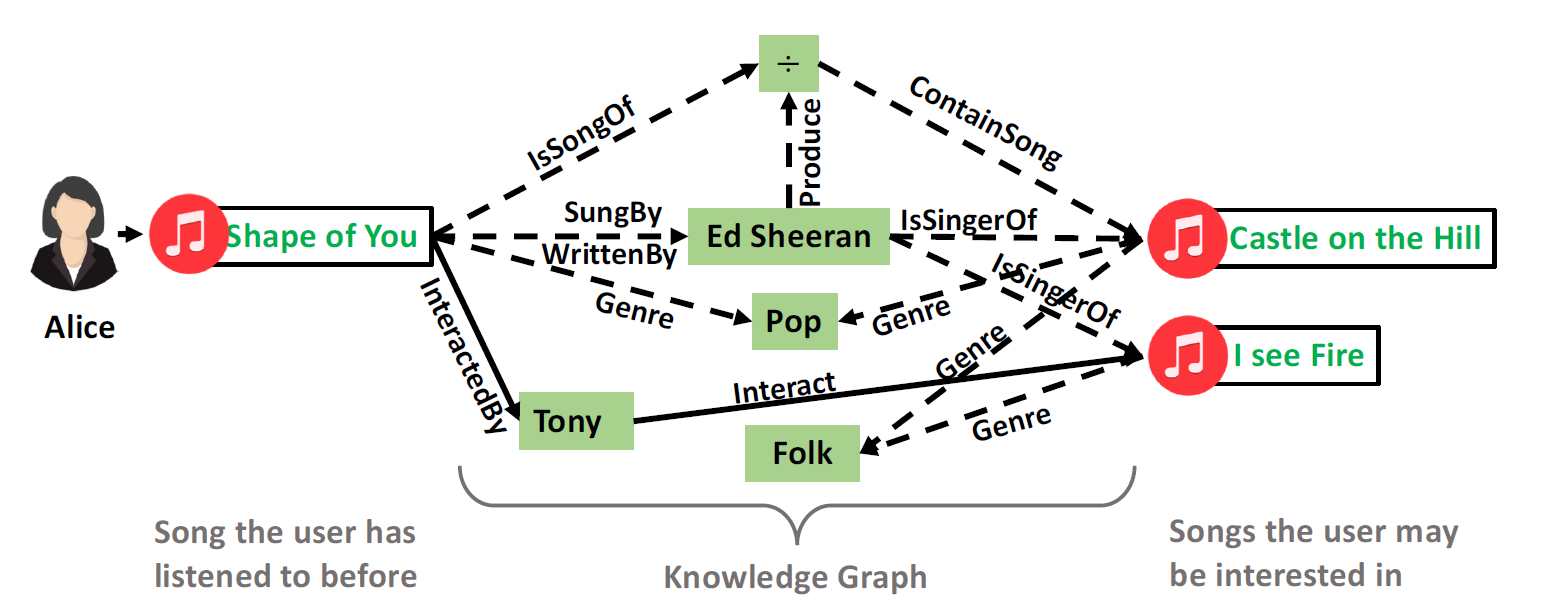 ÷
IsSongOf
ContainSong
Produce
SungBy
WrittenBy
Ed Sheeran
IsSingerOf
IsSingerOf
Shape of You
Castle on the Hill
Alice
Genre
Pop
Genre
I see Fire
InteractedBy
Genre
Interact
Tony
Genre
Folk
Song the user has
listened to before
Knowledge Graph
Songs the user may
be interested in